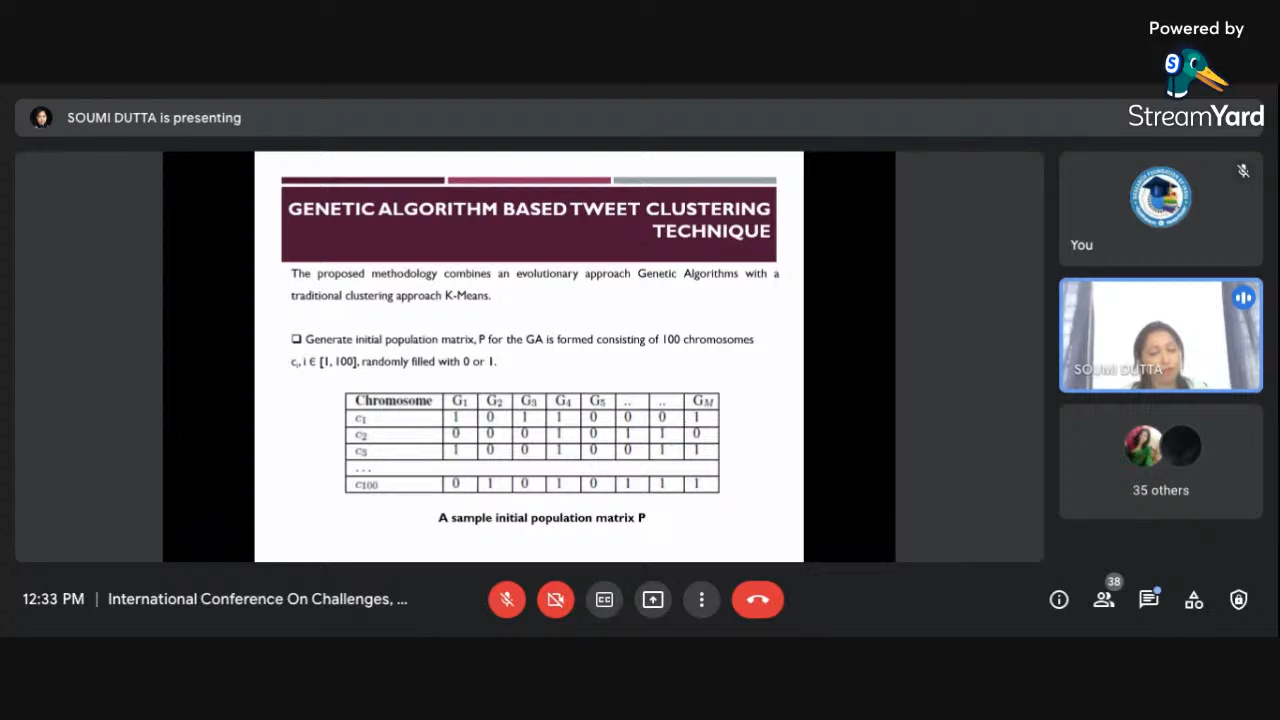 Powered by
StreamYard
SOUMI DUTTA is presenting
GENETIC ALGORITHM BASED TWEET CLUSTERING
TECHNIQUE
The proposed methodology combines an evolutionary approach Genetic Algorithms with a
traditional clustering approach K-Means.
❑ Generate initial population matrix, P for the GA is formed consisting of 100 chromosomes
ci, i ∈ [1, 100], randomly filled with 0 or 1.
Chromosome G1 G2 G3 G4 G5 .. .. GM
c1 1 0 1 1 0 0 0 1
c2 0 0 0 1 0 1 1 0
c3 1 0 0 1 0 0 1 1
...
c100 0 1 0 1 0 1 1 1
A sample initial population matrix P
You
SOUMI DUTTA
35 others
12:33 PM | International Conference On Challenges, ...
CC
38